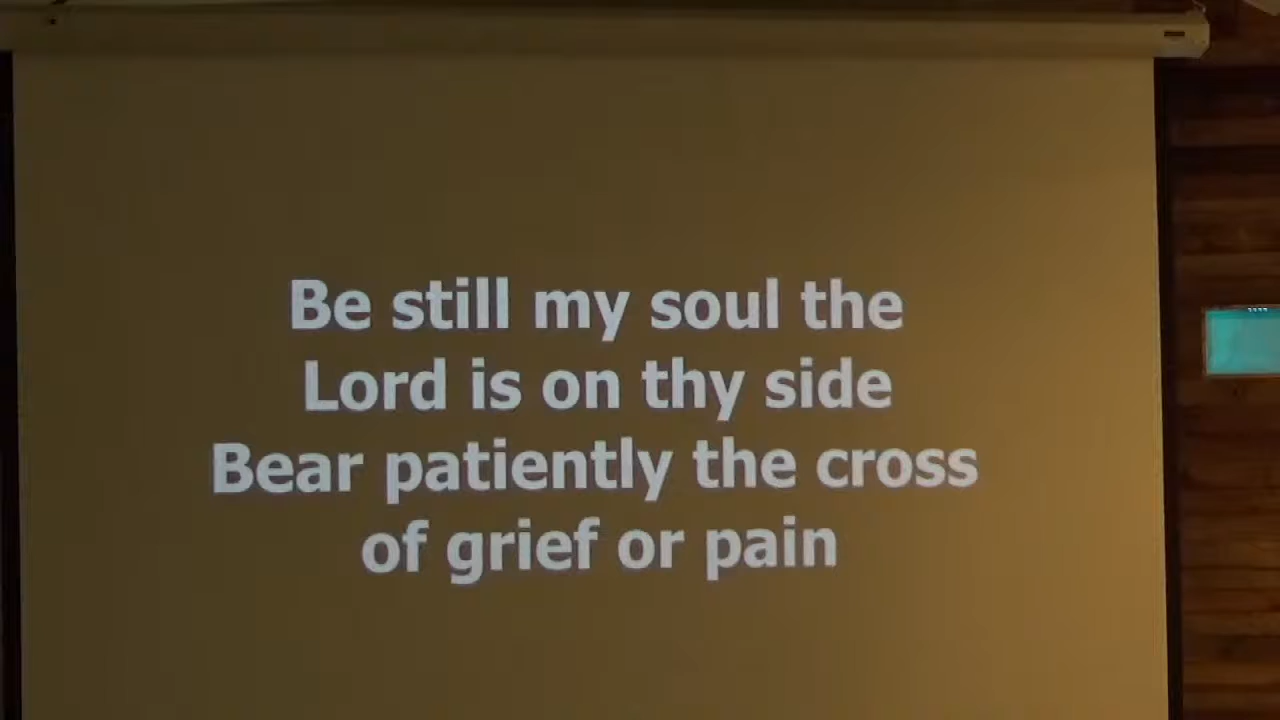 Be still my soul the
Lord is on thy side
Bear patiently the cross
of grief or pain